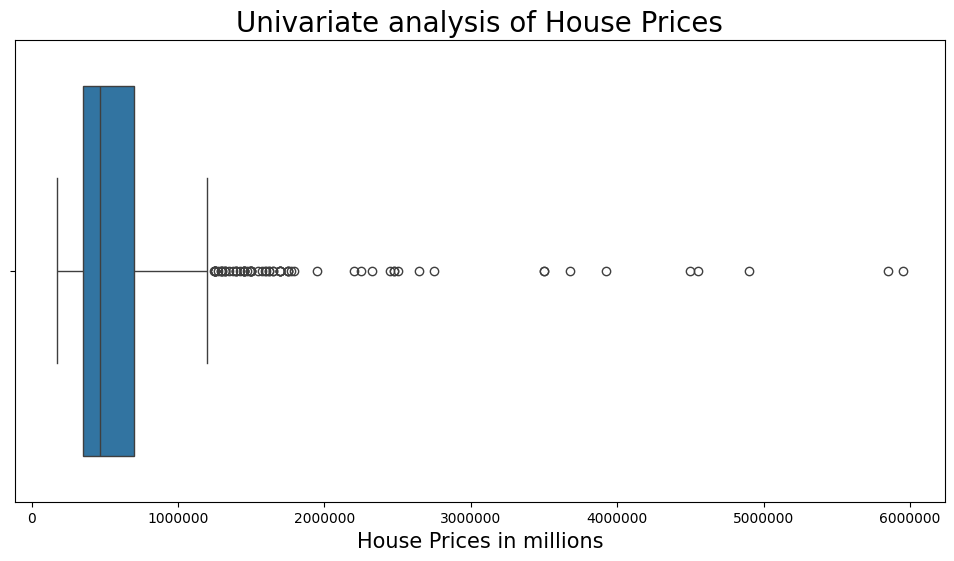 Univariate analysis of House Prices
0 1000000 2000000 3000000 4000000 5000000 6000000
House Prices in millions